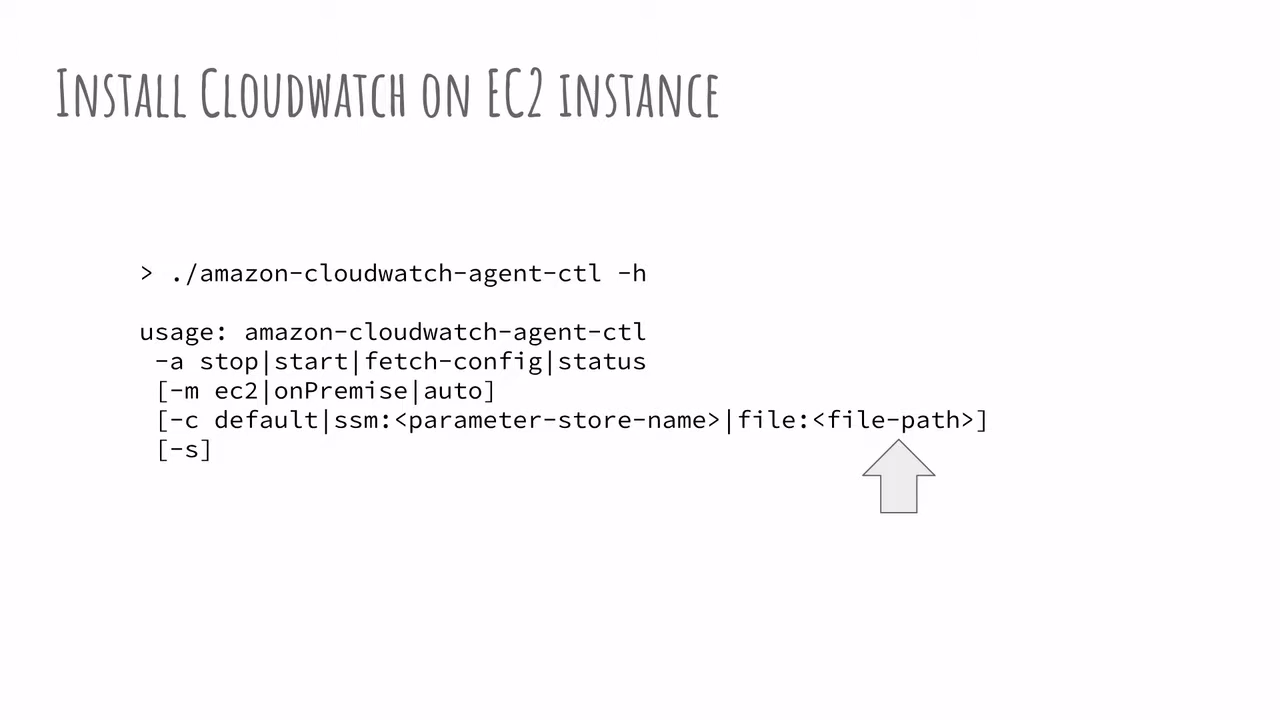 Install Cloudwatch on EC2 instance
> ./amazon-cloudwatch-agent-ctl -h
usage: amazon-cloudwatch-agent-ctl
-a stop|start|fetch-config|status
[-m ec2|onPremise|auto]
[-c default|ssm:<parameter-store-name>|file:<file-path>]
[-s]